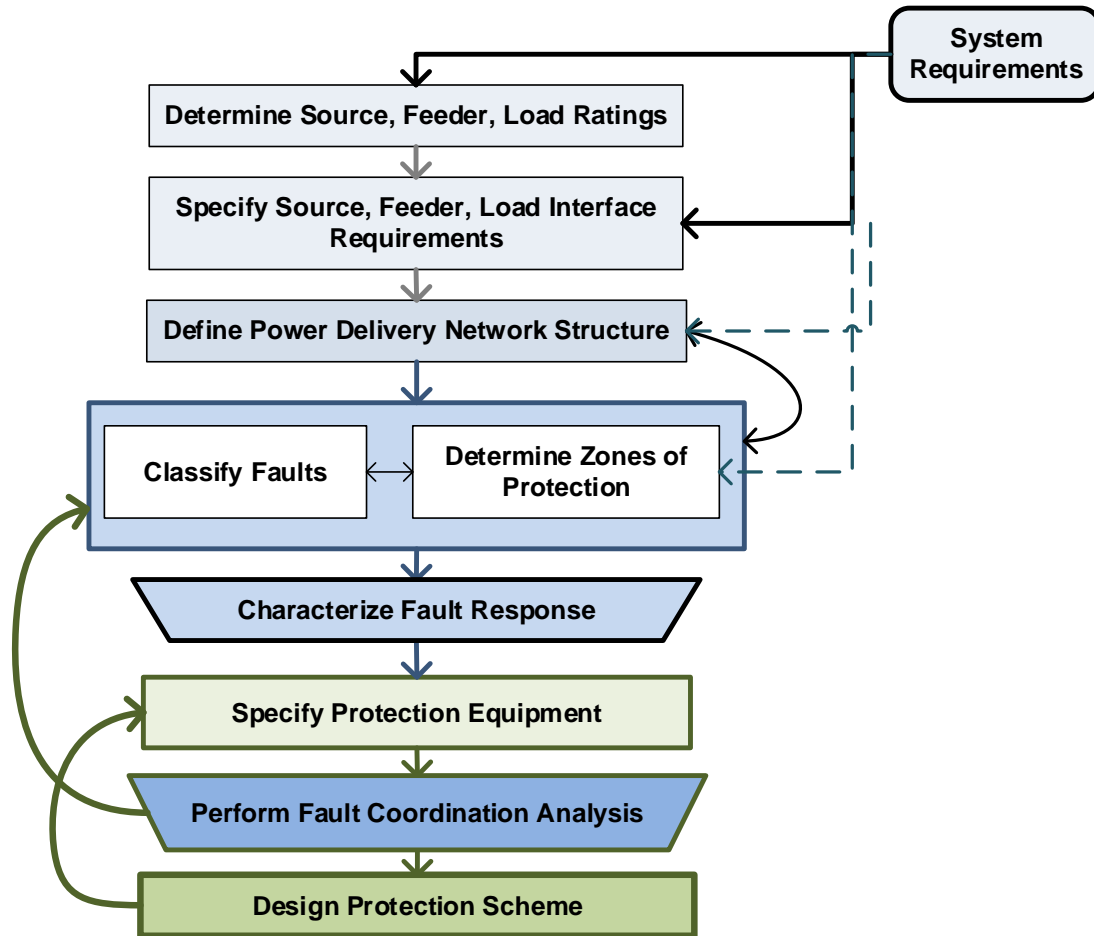 System
Requirements
Determine Source, Feeder, Load Ratings
Specify Source, Feeder, Load Interface
Requirements
Define Power Delivery Network Structure
Classify Faults
Determine Zones of
Protection
Characterize Fault Response
Specify Protection Equipment
Perform Fault Coordination Analysis
Design Protection Scheme